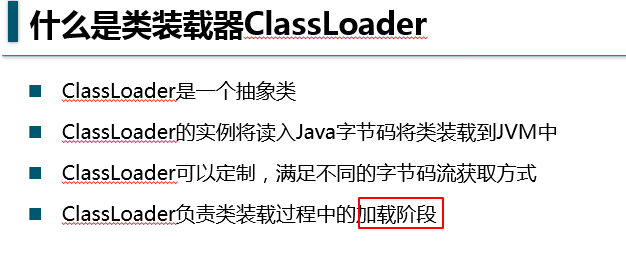 什么是类装载器ClassLoader
ClassLoader是一个抽象类
ClassLoader的实例将读入Java字节码将类装载到JVM中
ClassLoader可以定制，满足不同的字节码流获取方式
ClassLoader负责类装载过程中的加载阶段